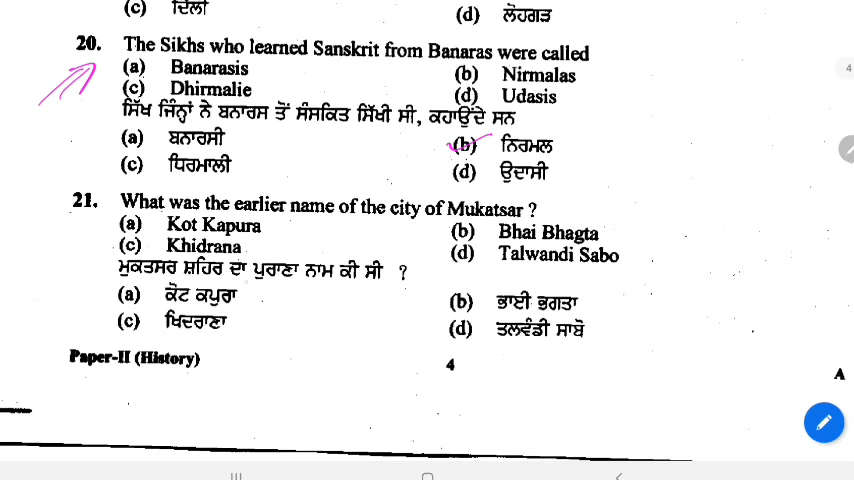 (c) ਦਿੱਲੀ (d) ਲੋਹਗੜ
20. The Sikhs who learned Sanskrit from Banaras were called
(a) Banarasis (b) Nirmalas
(c) Dhirmalie (d) Udasis
ਸਿੱਖ ਜਿੰਨ੍ਹਾਂ ਨੇ ਬਨਾਰਸ ਤੋਂ ਸੰਸਕਿਤ ਸਿੱਖੀ ਸੀ, ਕਹਾਉਂਦੇ ਸਨ
(a) ਬਨਾਰਸੀ (b) ਨਿਰਮਲ
(c) ਧਿਰਮਾਲੀ (d) ਉਦਾਸੀ
21. What was the earlier name of the city of Mukatsar ?
(a) Kot Kapura (b) Bhai Bhagta
(c) Khidrana (d) Talwandi Sabo
ਮੁਕਤਸਰ ਸ਼ਹਿਰ ਦਾ ਪੁਰਾਣਾ ਨਾਮ ਕੀ ਸੀ ?
(a) ਕੋਟ ਕਪੁਰਾ (b) ਭਾਈ ਭਗਤਾ
(c) ਖਿਦਰਾਣਾ (d) ਤਲਵੰਡੀ ਸਾਬੋ
Paper-II (History) 4 A
4